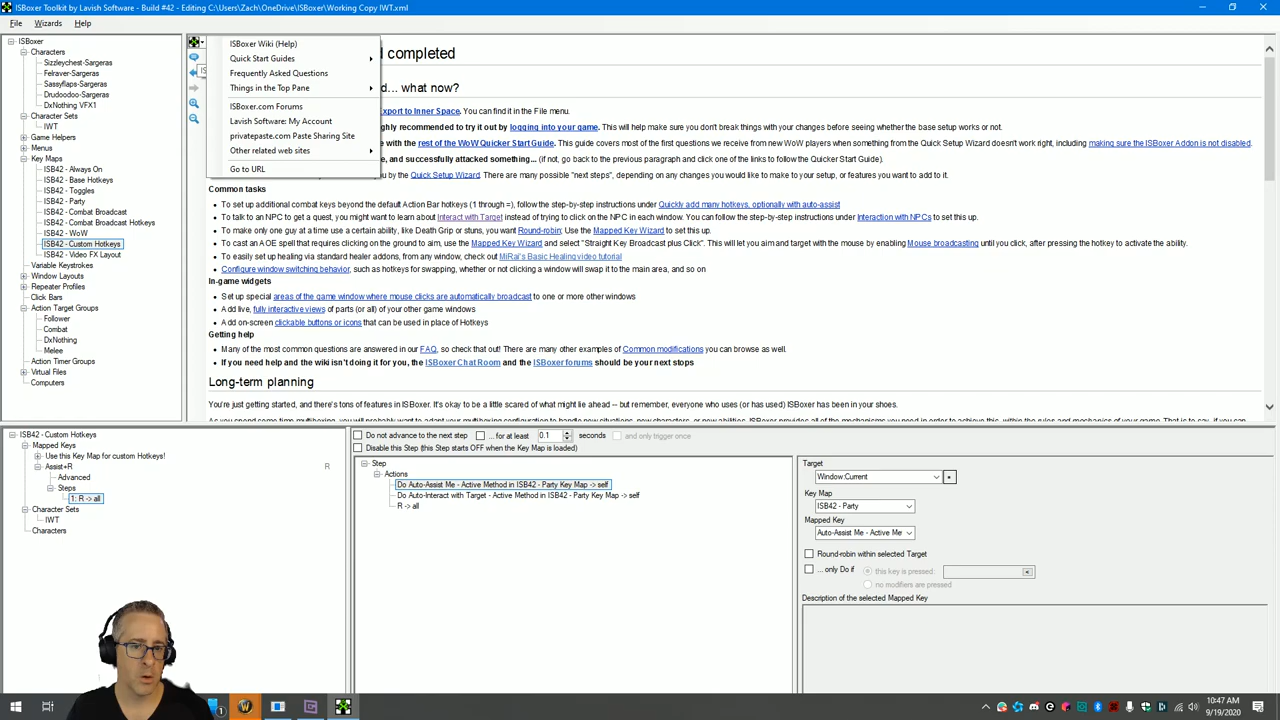 ISBoxer Toolkit by Lavish Software - Build #42 - Editing C:\Users\Zach\OneDrive\ISBoxer\Working Copy IWT.xml
File Wizards Help
ISBoxer
Characters
Sizzleychest-Sargeras
Felraver-Sargeras
Sassyflaps-Sargeras
Drudoodoo-Sargeras
DxNothing VFX1
Character Sets
IWT
Game Helpers
Menus
Key Maps
ISB42 - Always On
ISB42 - Base Hotkeys
ISB42 - Toggles
ISB42 - Party
ISB42 - Combat Broadcast
ISB42 - Combat Broadcast Hotkeys
ISB42 - WoW
ISB42 - Custom Hotkeys
ISB42 - Video FX Layout
Variable Keystrokes
Window Layouts
Repeater Profiles
Click Bars
Action Target Groups
Follower
Combat
DxNothing
Melee
Action Timer Groups
Virtual Files
Computers
ISBoxer Wiki (Help)
Quick Start Guides
Frequently Asked Questions
Things in the Top Pane
ISBoxer.com Forums
Lavish Software: My Account
privatepaste.com Paste Sharing Site
Other related web sites
Go to URL
d completed
d... what now?
xport to Inner Space. You can find it in the File menu.
ghly recommended to try it out by logging into your game. This will help make sure you don't break things with your changes before seeing whether the base setup works or not.
e with the rest of the WoW Quicker Start Guide. This guide covers most of the first questions we receive from new WoW players when something from the Quick Setup Wizard doesn't work right, including making sure the ISBoxer Addon is not disabled.
e, and successfully attacked something... (if not, go back to the previous paragraph and click one of the links to follow the Quicker Start Guide).
you by the Quick Setup Wizard. There are many possible "next steps", depending on any changes you would like to make to your setup, or features you want to add to it.
Common tasks
• To set up additional combat keys beyond the default Action Bar hotkeys (1 through =), follow the step-by-step instructions under Quickly add many hotkeys, optionally with auto-assist
• To talk to an NPC to get a quest, you might want to learn about Interact with Target instead of trying to click on the NPC in each window. You can follow the step-by-step instructions under Interaction with NPCs to set this up.
• To make only one guy at a time use a certain ability, like Death Grip or stuns, you want Round-robin; Use the Mapped Key Wizard to set this up.
• To cast an AOE spell that requires clicking on the ground to aim, use the Mapped Key Wizard and select "Straight Key Broadcast plus Click". This will let you aim and target with the mouse by enabling Mouse broadcasting until you click, after pressing the hotkey to activate the ability.
• To easily set up healing via standard healer addons, from any window, check out MiRai's Basic Healing video tutorial
• Configure window switching behavior, such as hotkeys for swapping, whether or not clicking a window will swap it to the main area, and so on
In-game widgets
• Set up special areas of the game window where mouse clicks are automatically broadcast to one or more other windows
• Add live, fully interactive views of parts (or all) of your other game windows
• Add on-screen clickable buttons or icons that can be used in place of Hotkeys
Getting help
• Many of the most common questions are answered in our FAQ, so check that out! There are many other examples of Common modifications you can browse as well.
• If you need help and the wiki isn't doing it for you, the ISBoxer Chat Room and the ISBoxer forums should be your next stops
Long-term planning
You're just getting started, and there's tons of features in ISBoxer. It's okay to be a little scared of what might lie ahead -- but remember, everyone who uses (or has used) ISBoxer has been in your shoes.
ISB42 - Custom Hotkeys
Mapped Keys
Use this Key Map for custom Hotkeys!
Assist+R R
Advanced
Steps
1: R -> all
Character Sets
IWT
Characters
Do not advance to the next step ... for at least 0.1 seconds and only trigger once
Disable this Step (this Step starts OFF when the Key Map is loaded)
Step
Actions
Do Auto-Assist Me - Active Method in ISB42 - Party Key Map -> self
Do Auto-Interact with Target - Active Method in ISB42 - Party Key Map -> self
R -> all
Target
Window:Current
Key Map
ISB42 - Party
Mapped Key
Auto-Assist Me - Active Me
Round-robin within selected Target
... only Do if this key is pressed:
no modifiers are pressed
Description of the selected Mapped Key
10:47 AM
9/19/2020